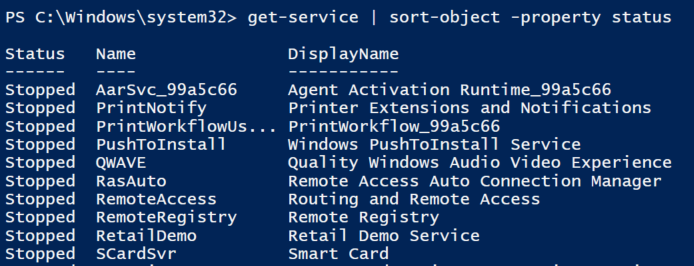 PS C:\Windows\system32> get-service | sort-object -property status
Status Name DisplayName
------ ---- -----------
Stopped AarSvc_99a5c66 Agent Activation Runtime_99a5c66
Stopped PrintNotify Printer Extensions and Notifications
Stopped PrintWorkflowUs... PrintWorkflow_99a5c66
Stopped PushToInstall Windows PushToInstall Service
Stopped QWAVE Quality Windows Audio Video Experience
Stopped RasAuto Remote Access Auto Connection Manager
Stopped RemoteAccess Routing and Remote Access
Stopped RemoteRegistry Remote Registry
Stopped RetailDemo Retail Demo Service
Stopped SCardSvr Smart Card